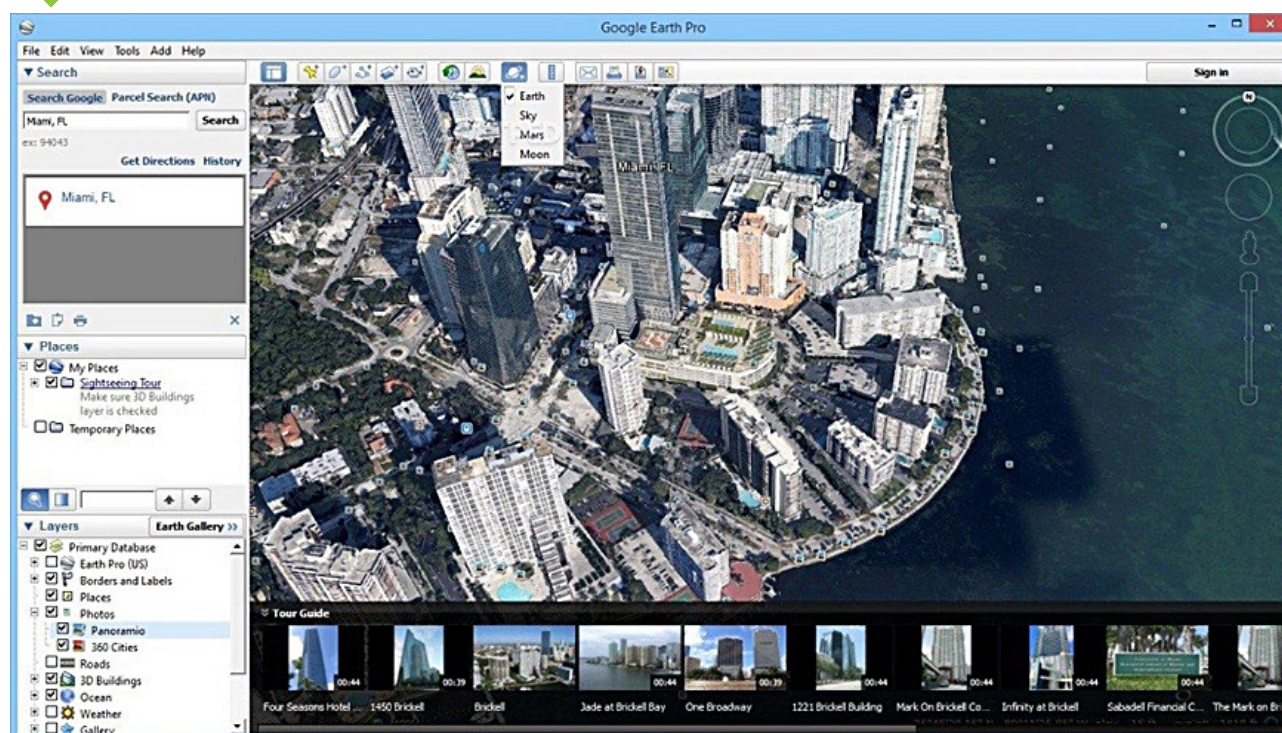 Google Earth Pro
File Edit View Tools Add Help
▼ Search
Search Google Parcel Search (APN)
Miami, FL
Search
ex: 94043
Get Directions History
Miami, FL
▼ Places
My Places
Sightseeing Tour
Make sure 3D Buildings
layer is checked
Temporary Places
▼ Layers
Earth Gallery >>
Primary Database
Earth Pro (US)
Borders and Labels
Places
Photos
Panoramio
360 Cities
Roads
3D Buildings
Ocean
Weather
Gallery
Sign in
Earth
Sky
Mars
Moon
Miami, FL
N
Tour Guide
00:44 00:39 00:44 00:39 00:44 00:44 00:44 00:44
Four Seasons Hotel ... 1450 Brickell Brickell Jade at Brickell Bay One Broadway 1221 Brickell Building Mark On Brickell Co... Infinity at Brickell Sabadell Financial C... The Mark on Bri